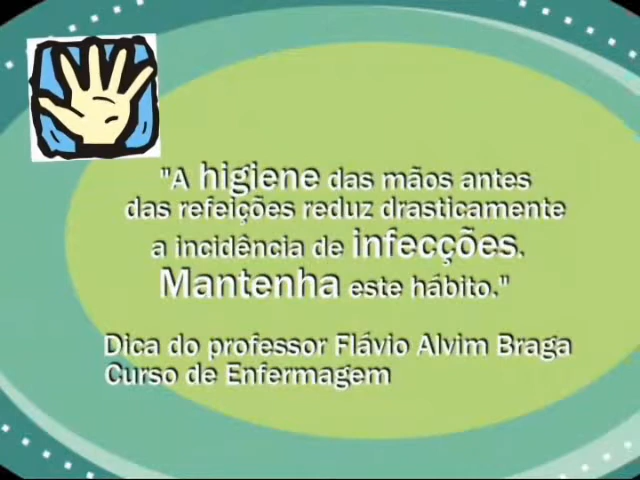 "A higiene das mãos antes
das refeições reduz drasticamente
a incidência de infecções.
Mantenha este hábito."
Dica do professor Flávio Alvim Braga
Curso de Enfermagem